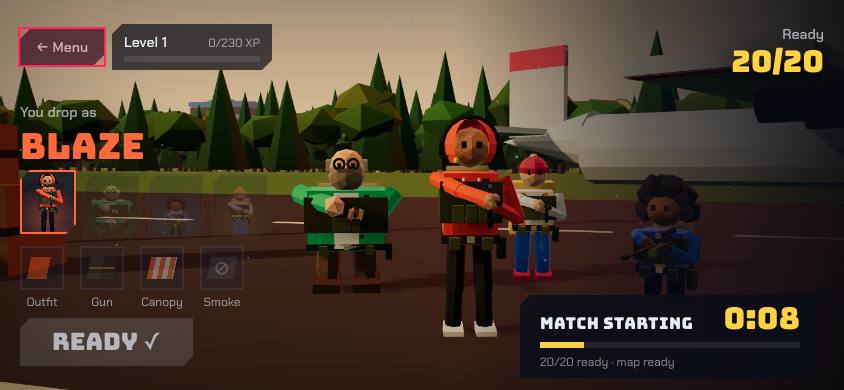 ← Menu
Level 1 0/230 XP
Ready
20/20
You drop as
BLAZE
Outfit Gun Canopy Smoke
READY ✓
MATCH STARTING 0:08
20/20 ready · map ready